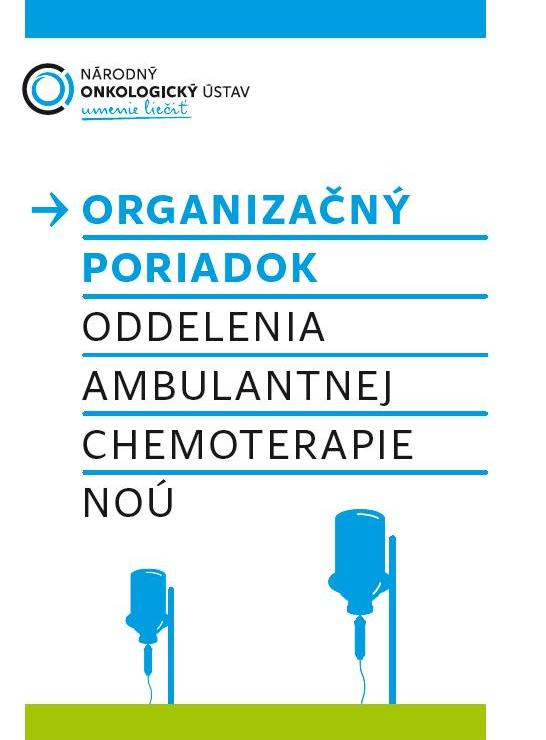 NÁRODNÝ
ONKOLOGICKÝ ÚSTAV
umenie liečiť
→ ORGANIZAČNÝ
PORIADOK
ODDELENIA
AMBULANTNEJ
CHEMOTERAPIE
NOÚ